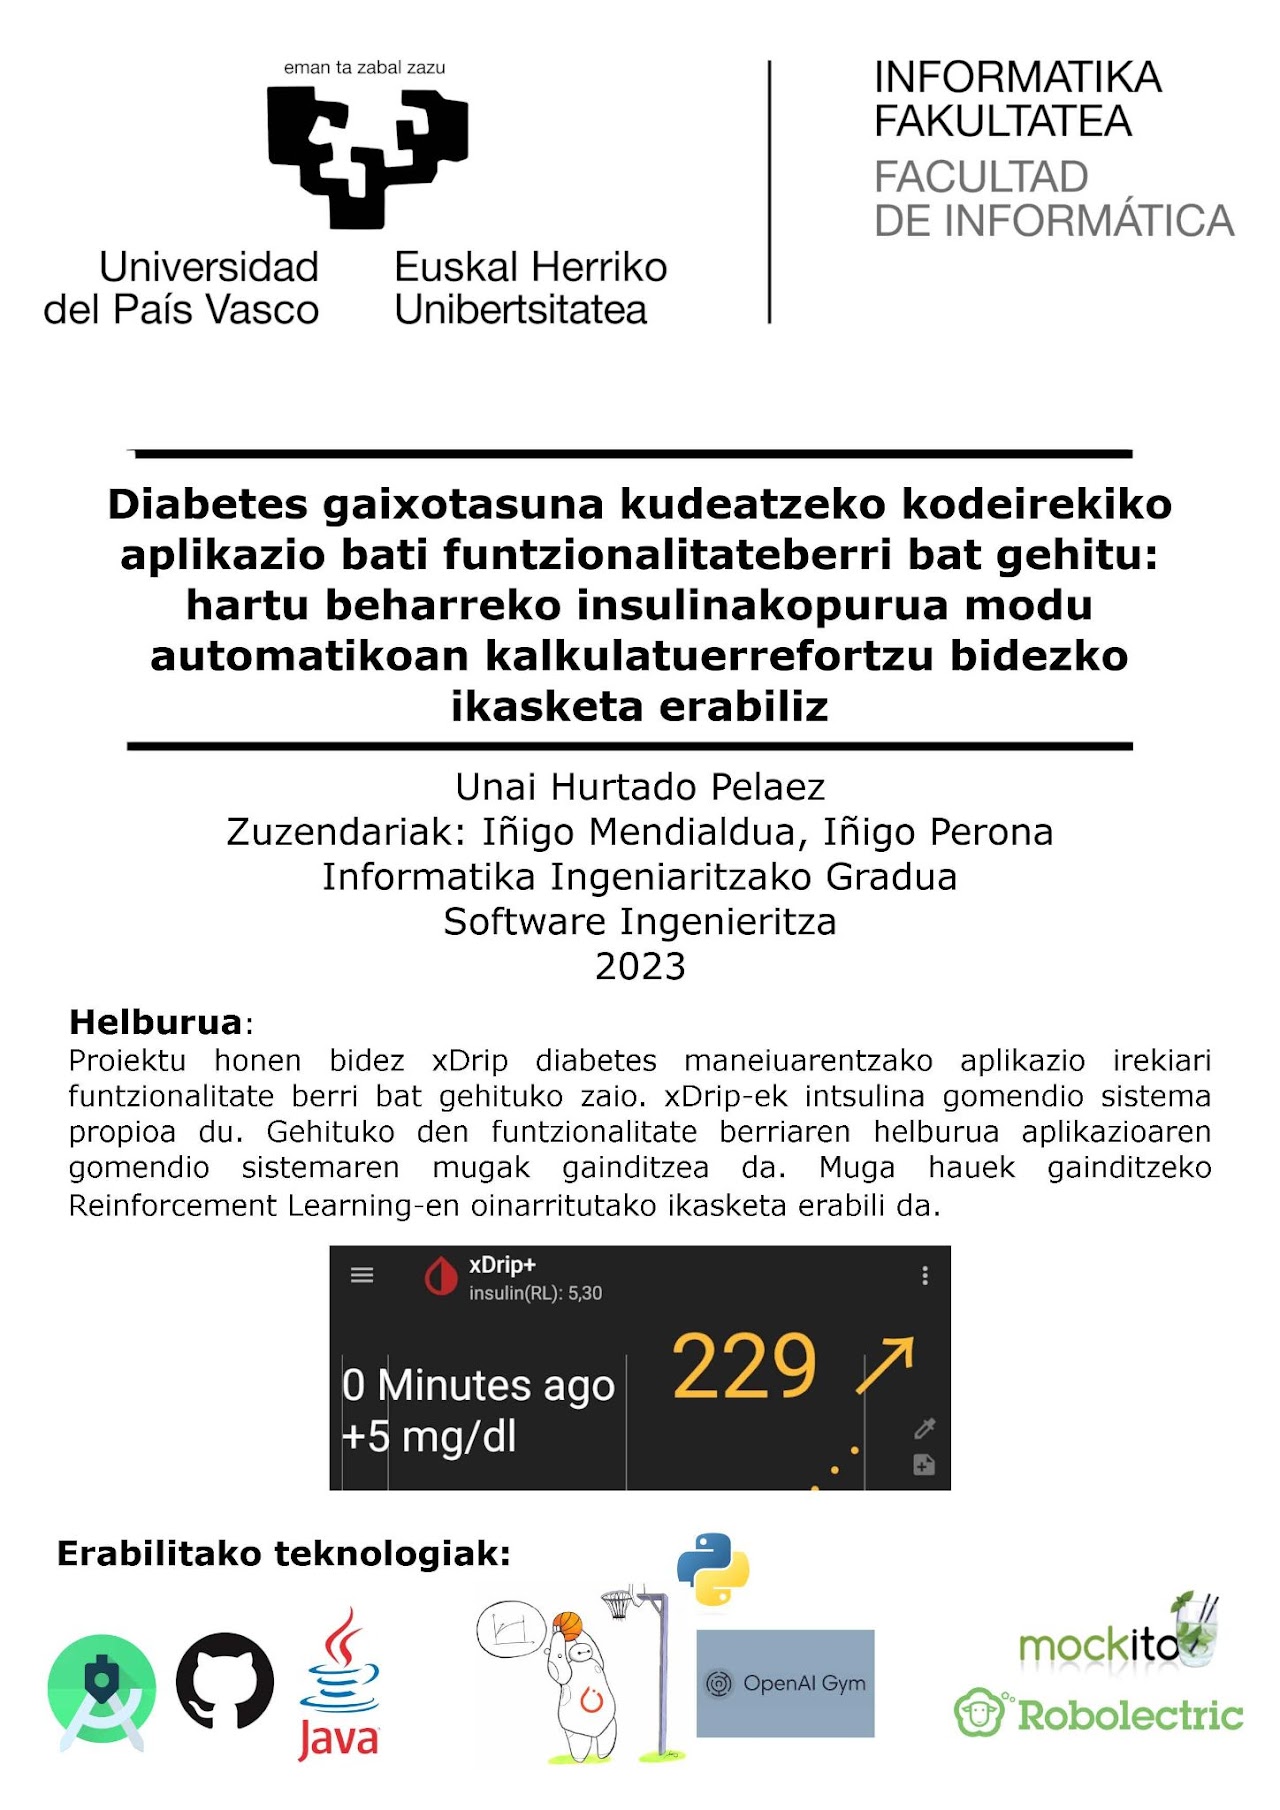 eman ta zabal zazu
Universidad
del País Vasco
Euskal Herriko
Unibertsitatea
INFORMATIKA
FAKULTATEA
FACULTAD
DE INFORMÁTICA
Diabetes gaixotasuna kudeatzeko kodeirekiko
aplikazio bati funtzionalitateberri bat gehitu:
hartu beharreko insulinakopurua modu
automatikoan kalkulatuerrefortzu bidezko
ikasketa erabiliz
Unai Hurtado Pelaez
Zuzendariak: Iñigo Mendialdua, Iñigo Perona
Informatika Ingeniaritzako Gradua
Software Ingenieritza
2023
Helburua:
Proiektu honen bidez xDrip diabetes maneiuarentzako aplikazio irekiari
funtzionalitate berri bat gehituko zaio. xDrip-ek intsulina gomendio sistema
propioa du. Gehituko den funtzionalitate berriaren helburua aplikazioaren
gomendio sistemaren mugak gainditzea da. Muga hauek gainditzeko
Reinforcement Learning-en oinarritutako ikasketa erabili da.
xDrip+
insulin(RL): 5,30
229
0 Minutes ago
+5 mg/dl
Erabilitako teknologiak:
Java
OpenAI Gym
mockito
Robolectric